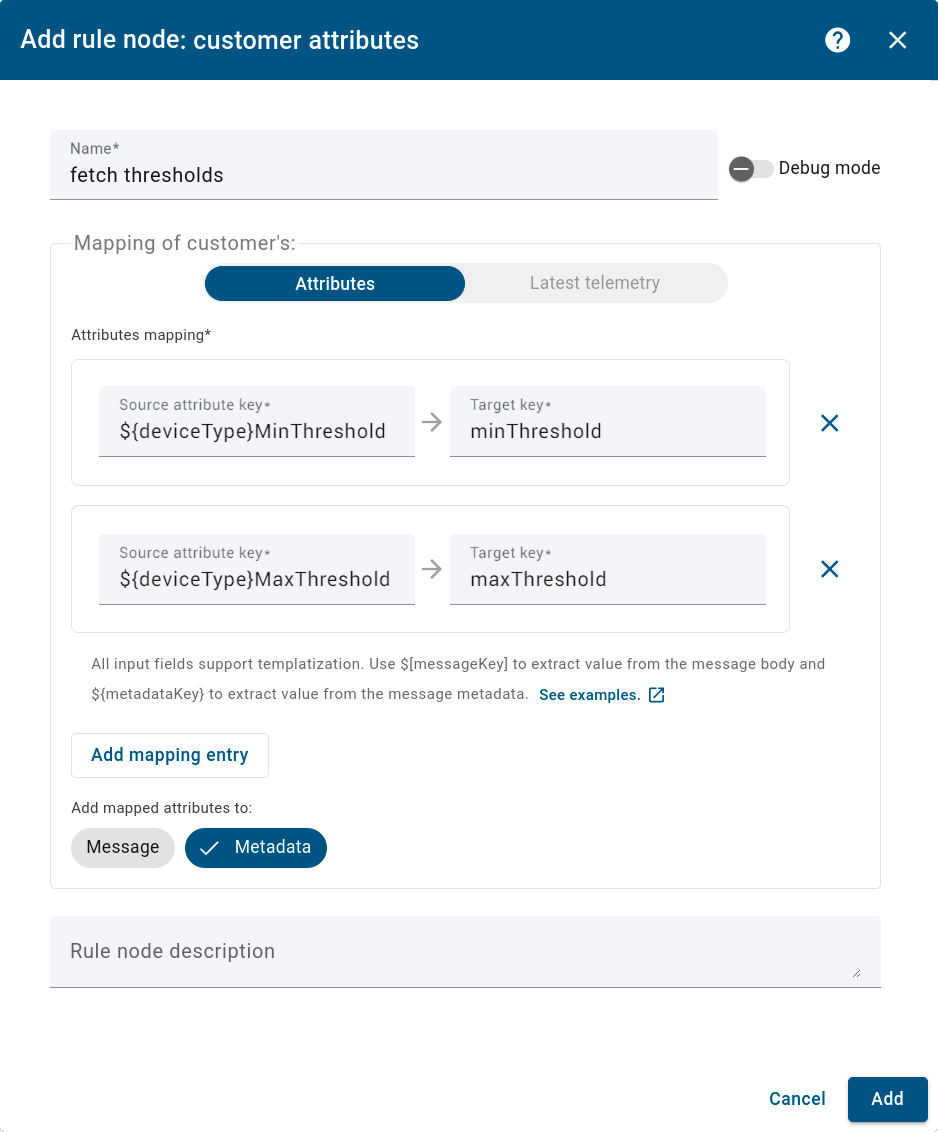 Add rule node: customer attributes
Name*
fetch thresholds
Debug mode
Mapping of customer's:
Attributes
Latest telemetry
Attributes mapping*
Source attribute key*
${deviceType}MinThreshold
Target key*
minThreshold
Source attribute key*
${deviceType}MaxThreshold
Target key*
maxThreshold
All input fields support templatization. Use $[messageKey] to extract value from the message body and
${metadataKey} to extract value from the message metadata. See examples.
Add mapping entry
Add mapped attributes to:
Message
Metadata
Rule node description
Cancel
Add